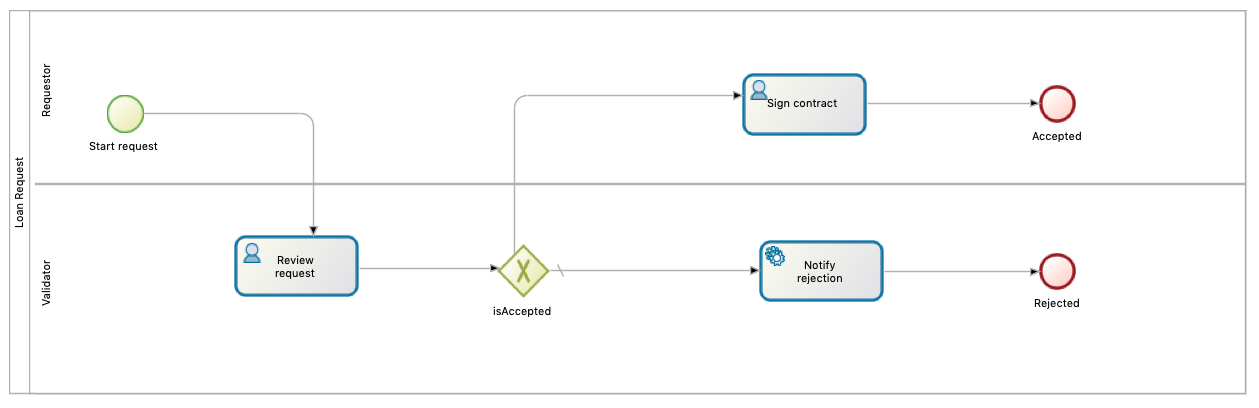 Loan Request
Requestor
Start request
Sign contract
Accepted
Validator
Review
request
isAccepted
Notify
rejection
Rejected